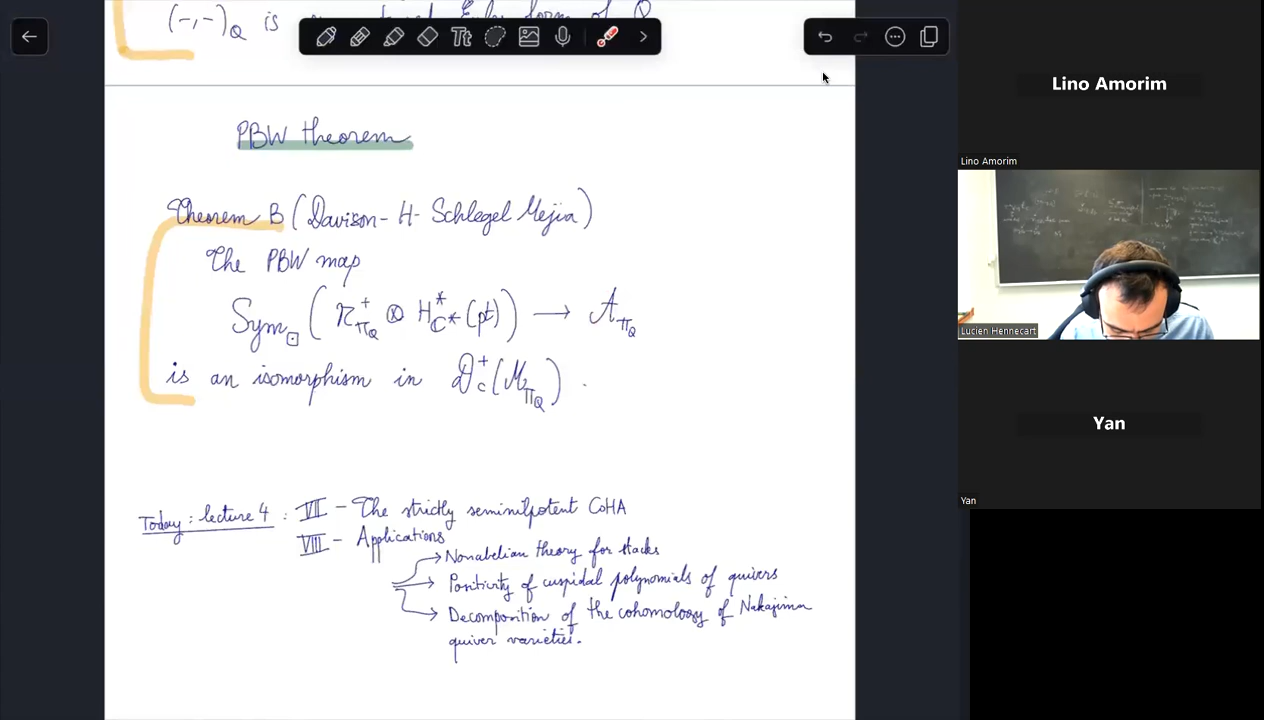 (-,-)_Q is
PBW theorem
Theorem B (Davison-H-Schlegel Mejia)
The PBW map
Sym_⊡ ( n^+_{Π_Q} ⊗ H^*_{ℂ^*}(pt) ) ⟶ 𝒜_{Π_Q}
is an isomorphism in 𝒟^+_c(ℳ_{Π_Q}) .
Today: lecture 4 : VII - The strictly seminilpotent CoHA
VIII - Applications
→ Nonabelian theory for stacks
→ Positivity of cuspidal polynomials of quivers
→ Decomposition of the cohomology of Nakajima
quiver varieties.
Tt
Lino Amorim
Lino Amorim
Lucien Hennecart
Yan
Yan